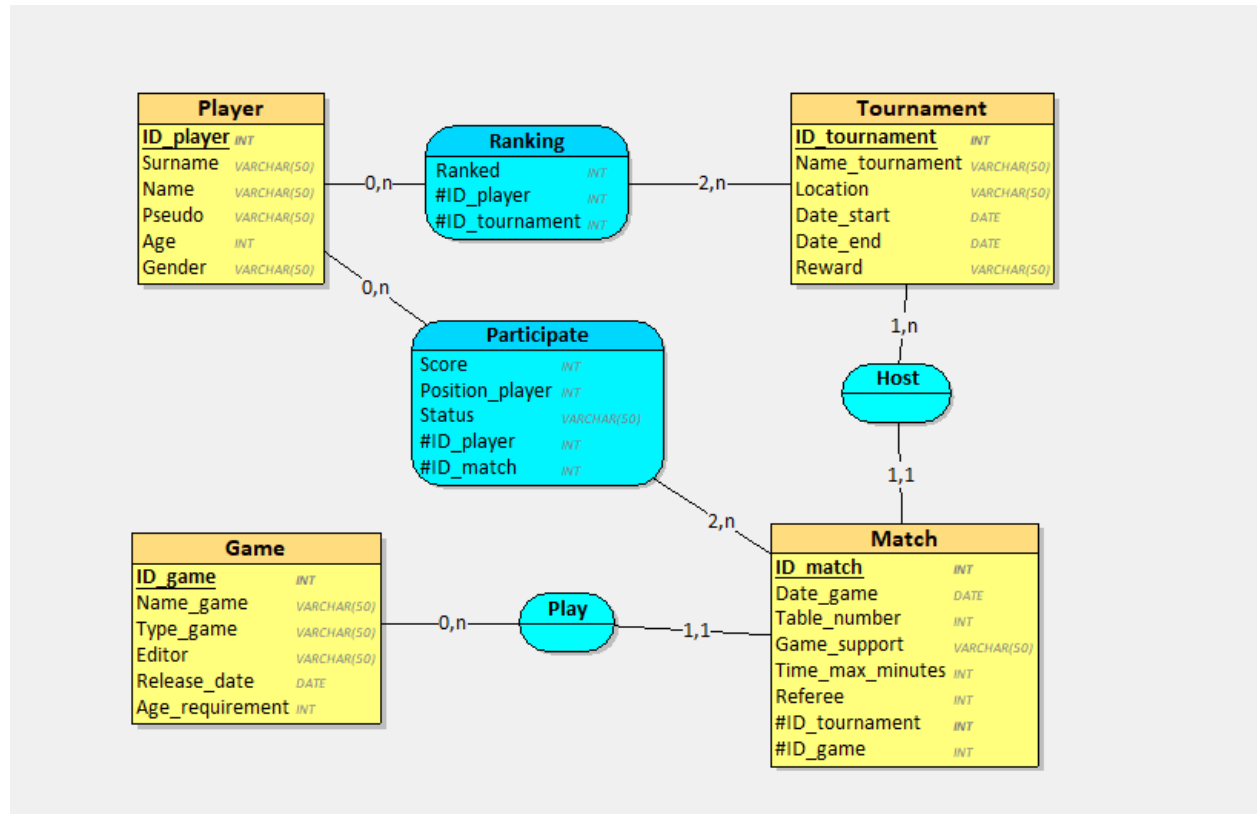 Player
ID_player INT
Surname VARCHAR(50)
Name VARCHAR(50)
Pseudo VARCHAR(50)
Age INT
Gender VARCHAR(50)
0,n
Ranking
Ranked INT
#ID_player INT
#ID_tournament INT
2,n
Tournament
ID_tournament INT
Name_tournament VARCHAR(50)
Location VARCHAR(50)
Date_start DATE
Date_end DATE
Reward VARCHAR(50)
0,n
Participate
Score INT
Position_player INT
Status VARCHAR(50)
#ID_player INT
#ID_match INT
2,n
1,n
Host
1,1
Game
ID_game INT
Name_game VARCHAR(50)
Type_game VARCHAR(50)
Editor VARCHAR(50)
Release_date DATE
Age_requirement INT
0,n
Play
1,1
Match
ID_match INT
Date_game DATE
Table_number INT
Game_support VARCHAR(50)
Time_max_minutes INT
Referee INT
#ID_tournament INT
#ID_game INT